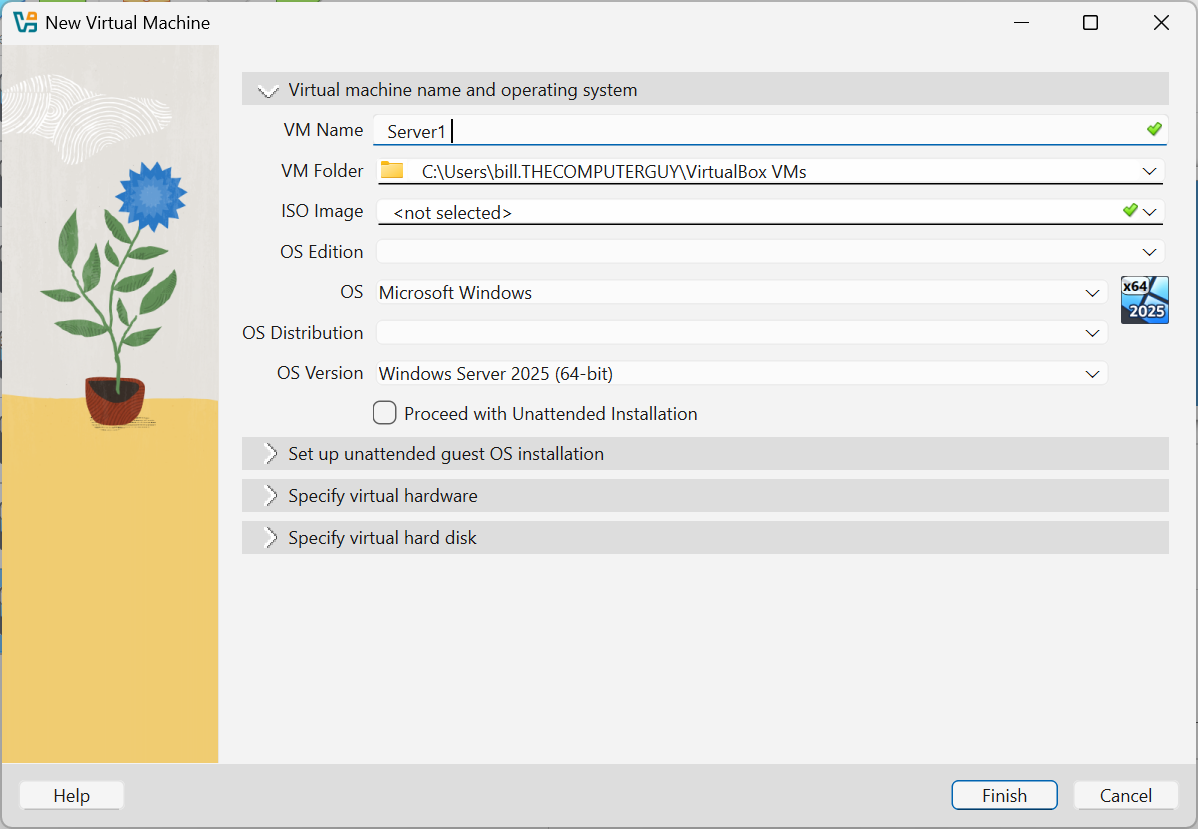 New Virtual Machine
Virtual machine name and operating system
VM Name Server1
VM Folder C:\Users\bill.THECOMPUTERGUY\VirtualBox VMs
ISO Image <not selected>
OS Edition
OS Microsoft Windows
x64
2025
OS Distribution
OS Version Windows Server 2025 (64-bit)
Proceed with Unattended Installation
Set up unattended guest OS installation
Specify virtual hardware
Specify virtual hard disk
Help Finish Cancel